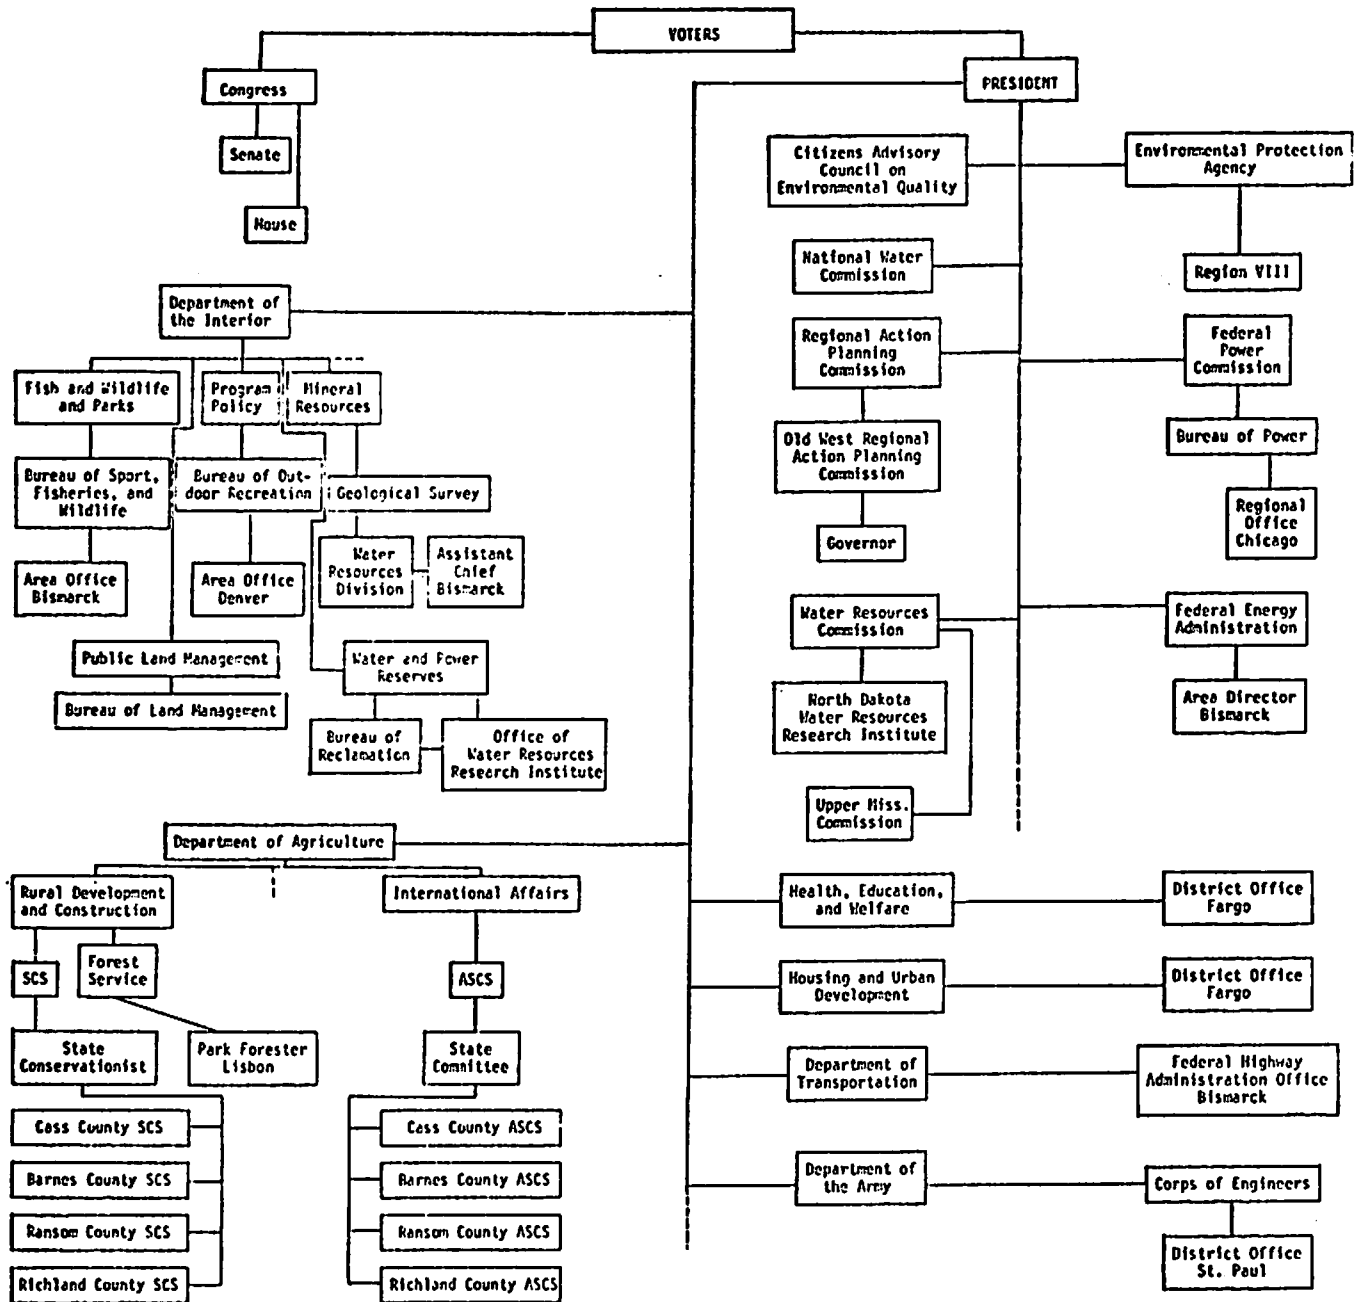 VOTERS
Congress
PRESIDENT
Senate
House
Citizens Advisory
Council on
Environmental Quality
Environmental Protection
Agency
National Water
Commission
Region VIII
Department of
the Interior
Regional Action
Planning
Commission
Federal
Power
Commission
Fish and Wildlife
and Parks
Program
Policy
Mineral
Resources
Old West Regional
Action Planning
Commission
Bureau of Power
Bureau of Sport,
Fisheries, and
Wildlife
Bureau of Out-
door Recreation
Geological Survey
Regional
Office
Chicago
Governor
Area Office
Bismarck
Area Office
Denver
Water
Resources
Division
Assistant
Chief
Bismarck
Water Resources
Commission
Federal Energy
Administration
Public Land Management
Water and Power
Reserves
Bureau of Land Management
North Dakota
Water Resources
Research Institute
Area Director
Bismarck
Bureau of
Reclamation
Office of
Water Resources
Research Institute
Upper Miss.
Commission
Department of Agriculture
Rural Development
and Construction
International Affairs
Health, Education,
and Welfare
District Office
Fargo
SCS
Forest
Service
ASCS
Housing and Urban
Development
District Office
Fargo
State
Conservationist
Park Forester
Lisbon
State
Committee
Department of
Transportation
Federal Highway
Administration Office
Bismarck
Cass County SCS
Cass County ASCS
Barnes County SCS
Barnes County ASCS
Department of
the Army
Corps of Engineers
Ransom County SCS
Ransom County ASCS
District Office
St. Paul
Richland County SCS
Richland County ASCS